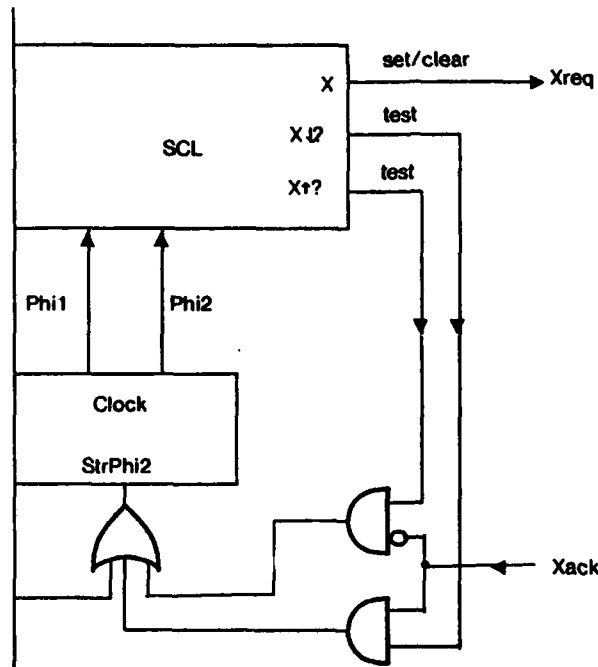 set/clear
X
Xreq
test
X↓?
SCL
test
X↑?
Phi1
Phi2
Clock
StrPhi2
Xack